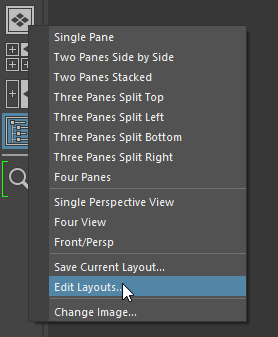 Single Pane
Two Panes Side by Side
Two Panes Stacked
Three Panes Split Top
Three Panes Split Left
Three Panes Split Bottom
Three Panes Split Right
Four Panes
Single Perspective View
Four View
Front/Persp
Save Current Layout...
Edit Layouts...
Change Image...